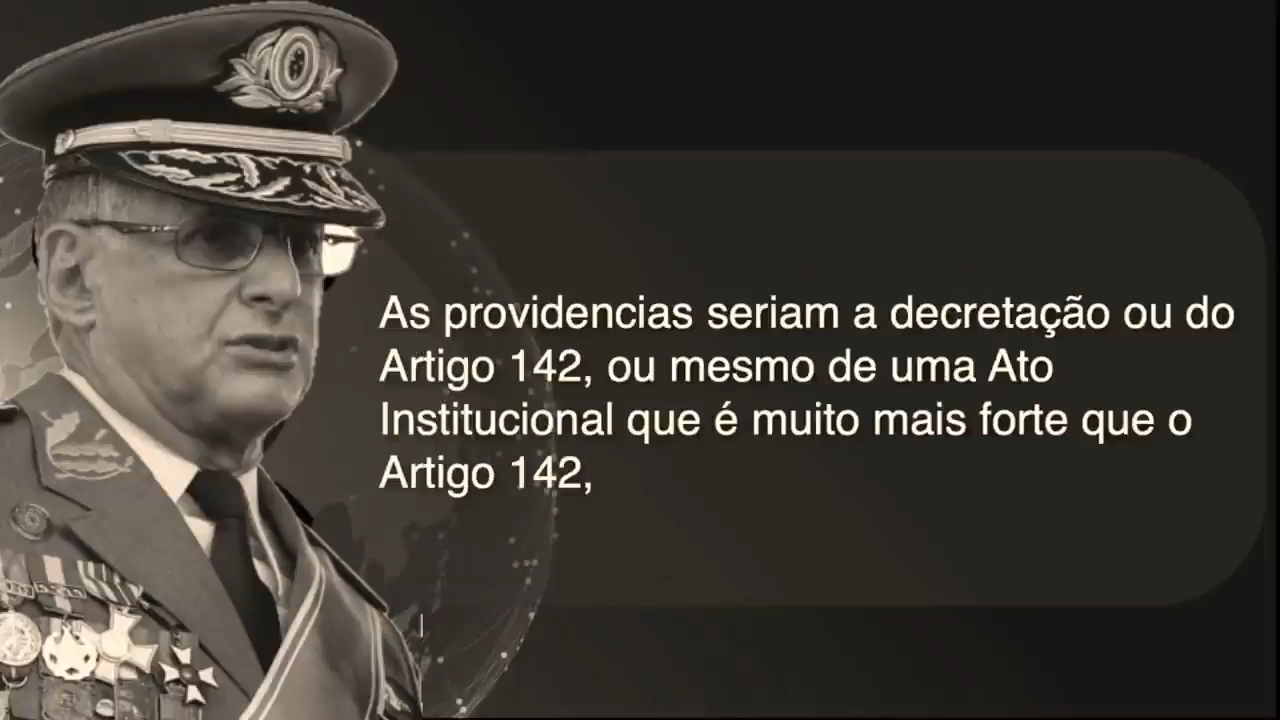 As providencias seriam a decretação ou do
Artigo 142, ou mesmo de uma Ato
Institucional que é muito mais forte que o
Artigo 142,